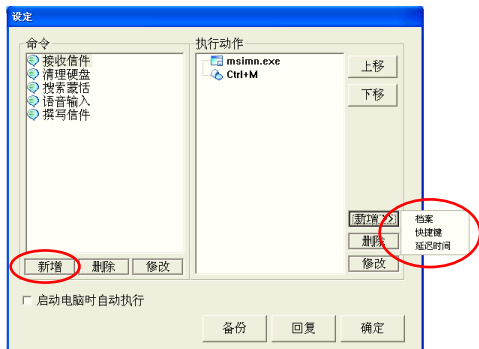 设定
命令
接收信件
清理硬盘
搜索蒙恬
语音输入
撰写信件
新增
删除
修改
执行动作
msimn.exe
Ctrl+M
上移
下移
新增 >>
删除
修改
档案
快捷键
延迟时间
启动电脑时自动执行
备份
回复
确定